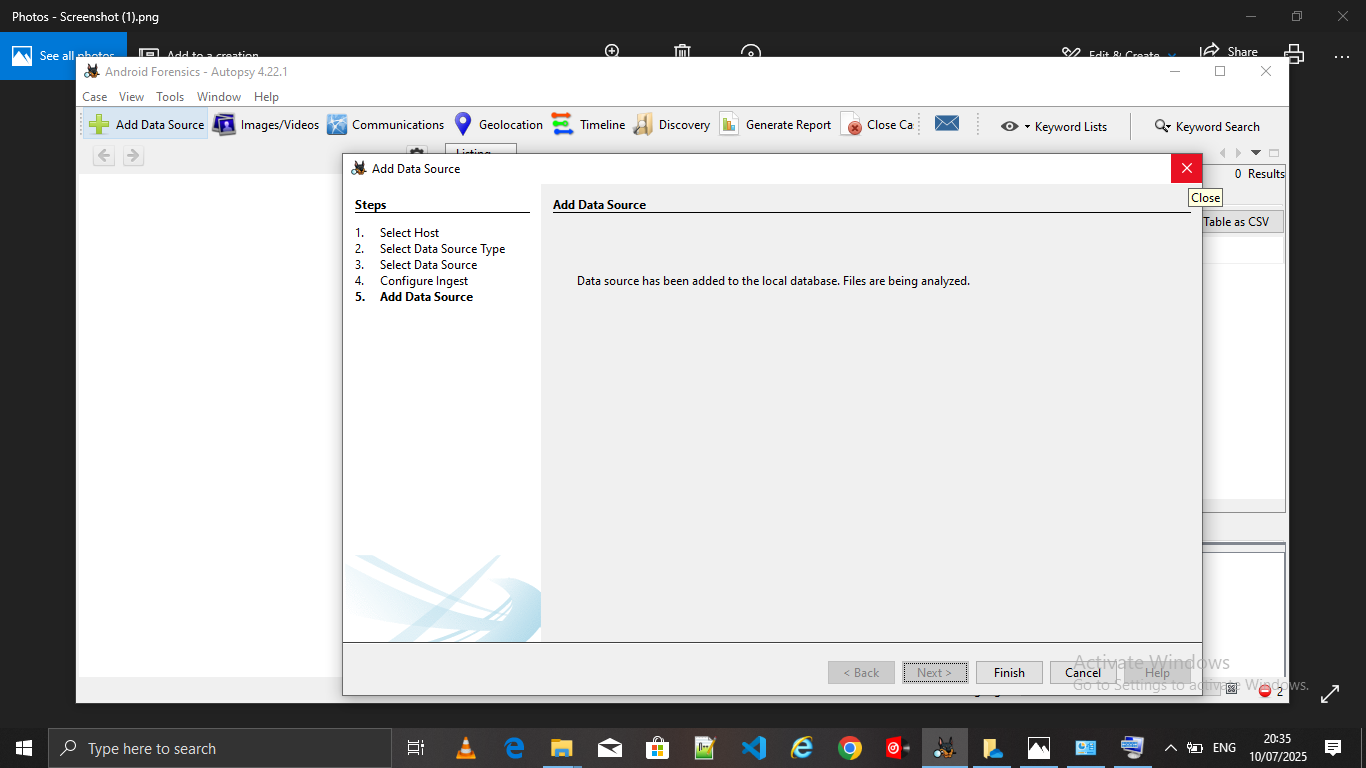 Photos - Screenshot (1).png
See all photos
Add to a creation
Edit & Create
Share
Android Forensics - Autopsy 4.22.1
Case View Tools Window Help
Add Data Source Images/Videos Communications Geolocation Timeline Discovery Generate Report Close Ca Keyword Lists Keyword Search
Listing
Add Data Source
0 Results
Close
Table as CSV
Steps
1. Select Host
2. Select Data Source Type
3. Select Data Source
4. Configure Ingest
5. Add Data Source
Add Data Source
Data source has been added to the local database. Files are being analyzed.
< Back Next > Finish Cancel Help
Activate Windows
Go to Settings to activate Windows.
2
Type here to search
ENG
20:35
10/07/2025